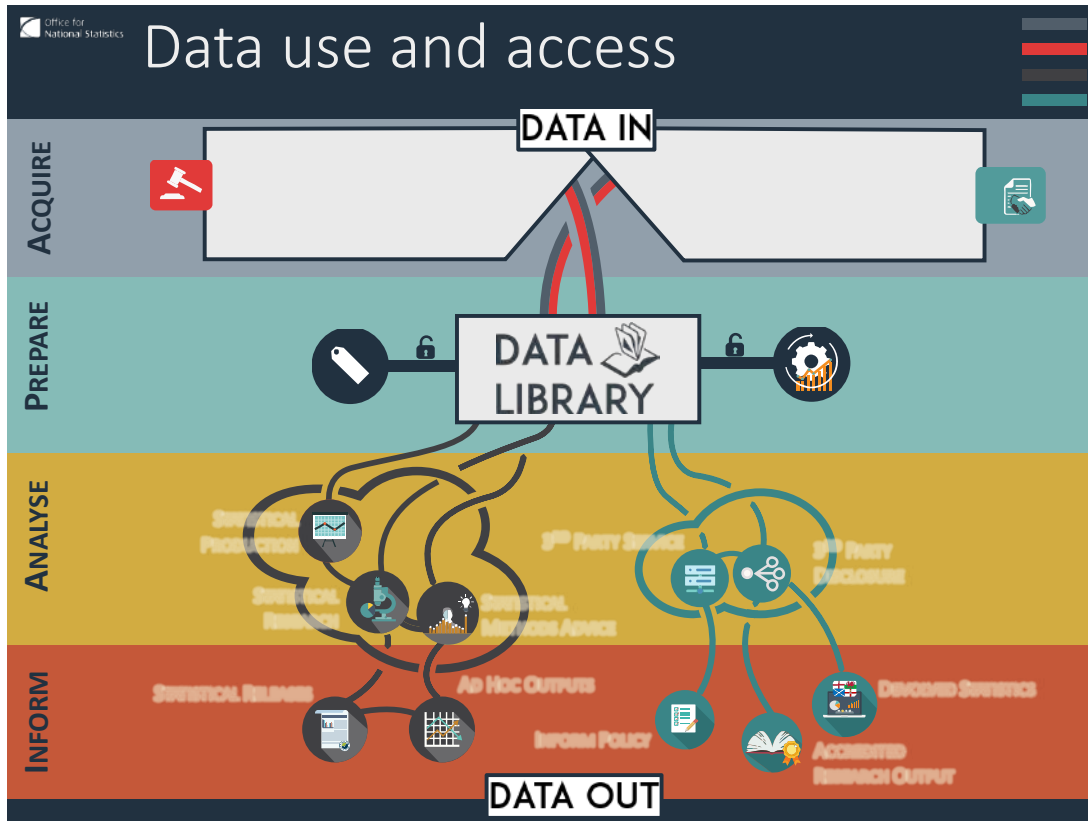 Office for
National Statistics
Data use and access
DATA IN
ACQUIRE
PREPARE
DATA
LIBRARY
ANALYSE
STATISTICAL
PRODUCTION
3RD PARTY SERVICE
3RD PARTY
DISCLOSURE
STATISTICAL
RESEARCH
STATISTICAL
METHODS ADVICE
INFORM
STATISTICAL RELEASES
AD HOC OUTPUTS
DEVOLVED STATISTICS
INFORM POLICY
ACCREDITED
RESEARCH OUTPUT
DATA OUT